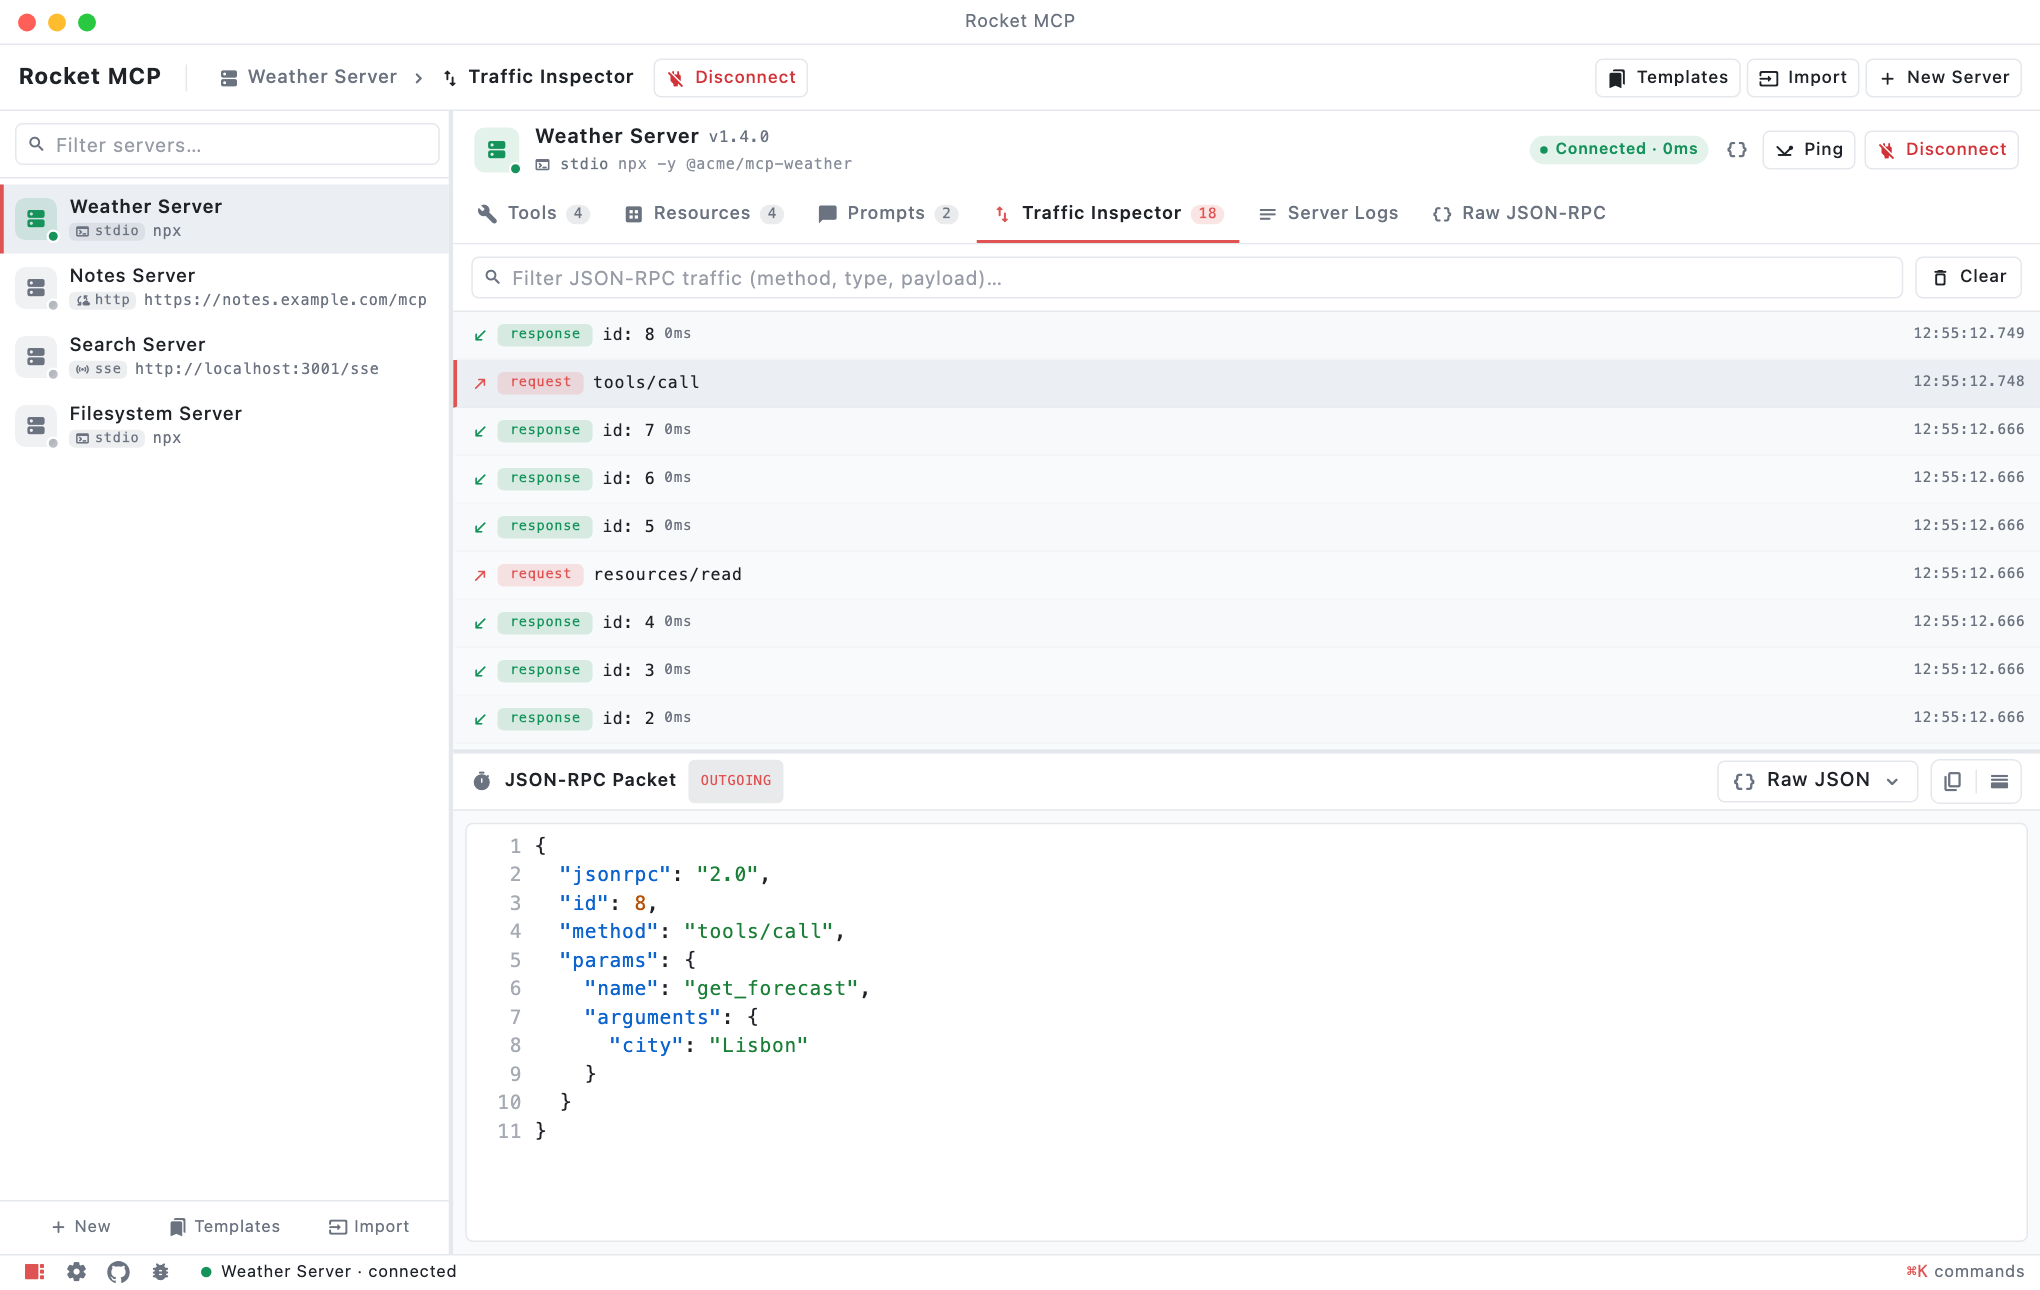 Rocket MCP
Rocket MCP
Weather Server › Traffic Inspector
Disconnect
Templates
Import
+ New Server
Filter servers…
Weather Server
stdio npx
Notes Server
http https://notes.example.com/mcp
Search Server
sse http://localhost:3001/sse
Filesystem Server
stdio npx
Weather Server v1.4.0
stdio npx -y @acme/mcp-weather
Connected · 0ms
{}
Ping
Disconnect
Tools 4
Resources 4
Prompts 2
Traffic Inspector 18
Server Logs
{} Raw JSON-RPC
Filter JSON-RPC traffic (method, type, payload)…
Clear
response id: 8 0ms 12:55:12.749
request tools/call 12:55:12.748
response id: 7 0ms 12:55:12.666
response id: 6 0ms 12:55:12.666
response id: 5 0ms 12:55:12.666
request resources/read 12:55:12.666
response id: 4 0ms 12:55:12.666
response id: 3 0ms 12:55:12.666
response id: 2 0ms 12:55:12.666
JSON-RPC Packet OUTGOING
{} Raw JSON
1 {
2 "jsonrpc": "2.0",
3 "id": 8,
4 "method": "tools/call",
5 "params": {
6 "name": "get_forecast",
7 "arguments": {
8 "city": "Lisbon"
9 }
10 }
11 }
+ New
Templates
Import
Weather Server · connected
⌘K commands